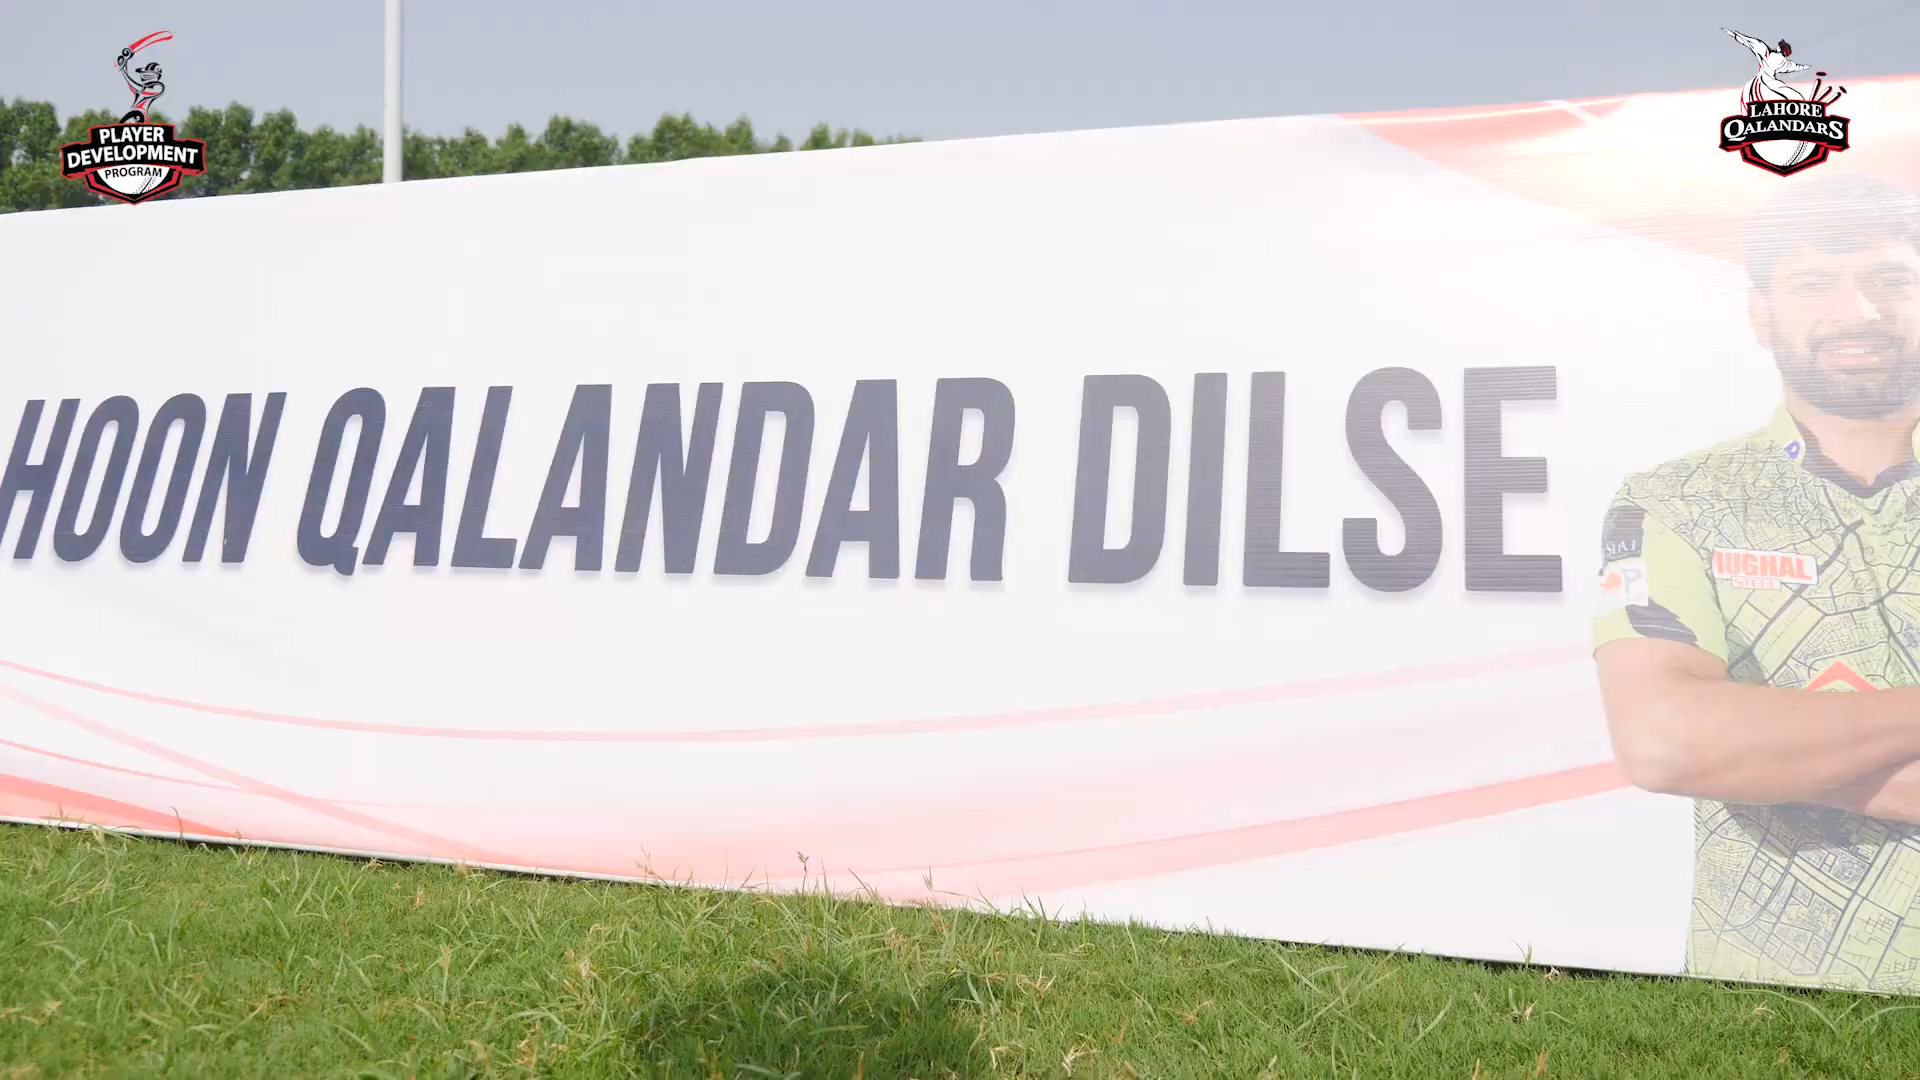 PLAYER
DEVELOPMENT
PROGRAM
LAHORE
QALANDARS
HOON QALANDAR DILSE